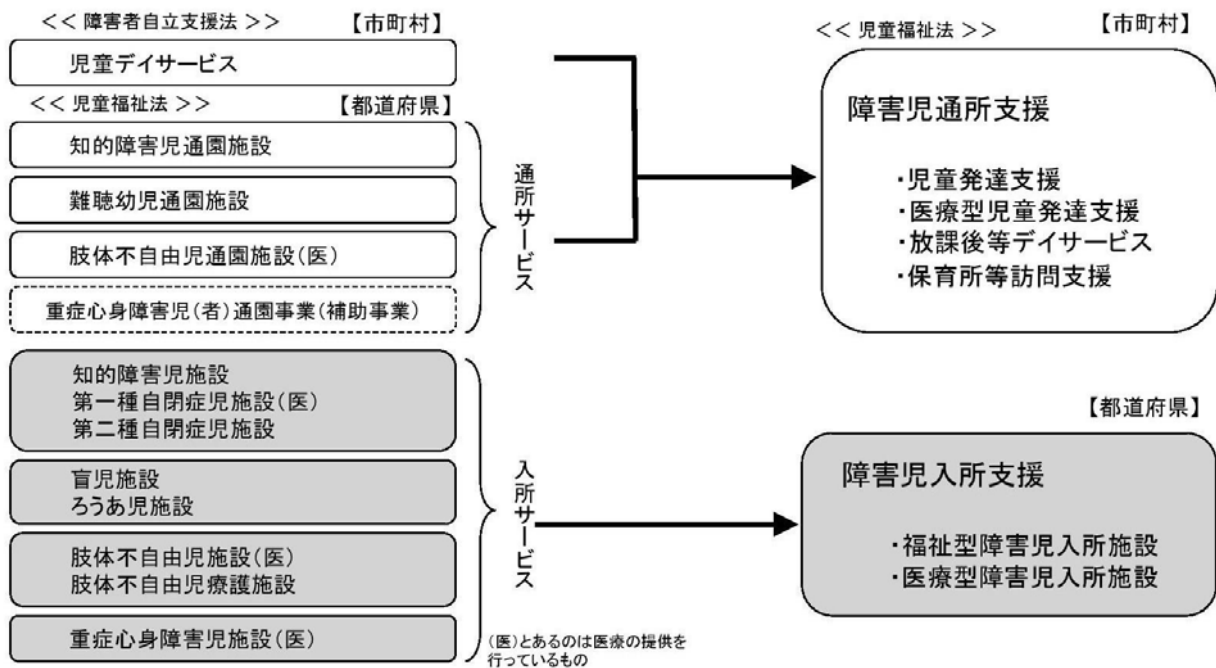 << 障害者自立支援法 >> 【市町村】
児童デイサービス
<< 児童福祉法 >> 【都道府県】
知的障害児通園施設
難聴幼児通園施設
肢体不自由児通園施設(医)
重症心身障害児(者)通園事業(補助事業)
通所サービス
知的障害児施設
第一種自閉症児施設(医)
第二種自閉症児施設
盲児施設
ろうあ児施設
肢体不自由児施設(医)
肢体不自由児療護施設
重症心身障害児施設(医)
入所サービス
(医)とあるのは医療の提供を
行っているもの
<< 児童福祉法 >> 【市町村】
障害児通所支援
・児童発達支援
・医療型児童発達支援
・放課後等デイサービス
・保育所等訪問支援
【都道府県】
障害児入所支援
・福祉型障害児入所施設
・医療型障害児入所施設